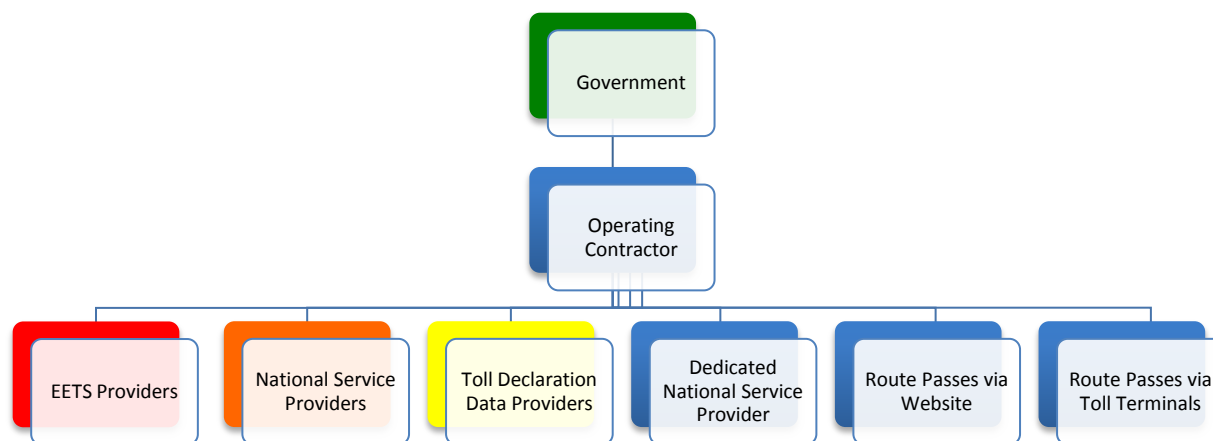 Government
Operating
Contractor
EETS Providers
National Service
Providers
Toll Declaration
Data Providers
Dedicated
National Service
Provider
Route Passes via
Website
Route Passes via
Toll Terminals